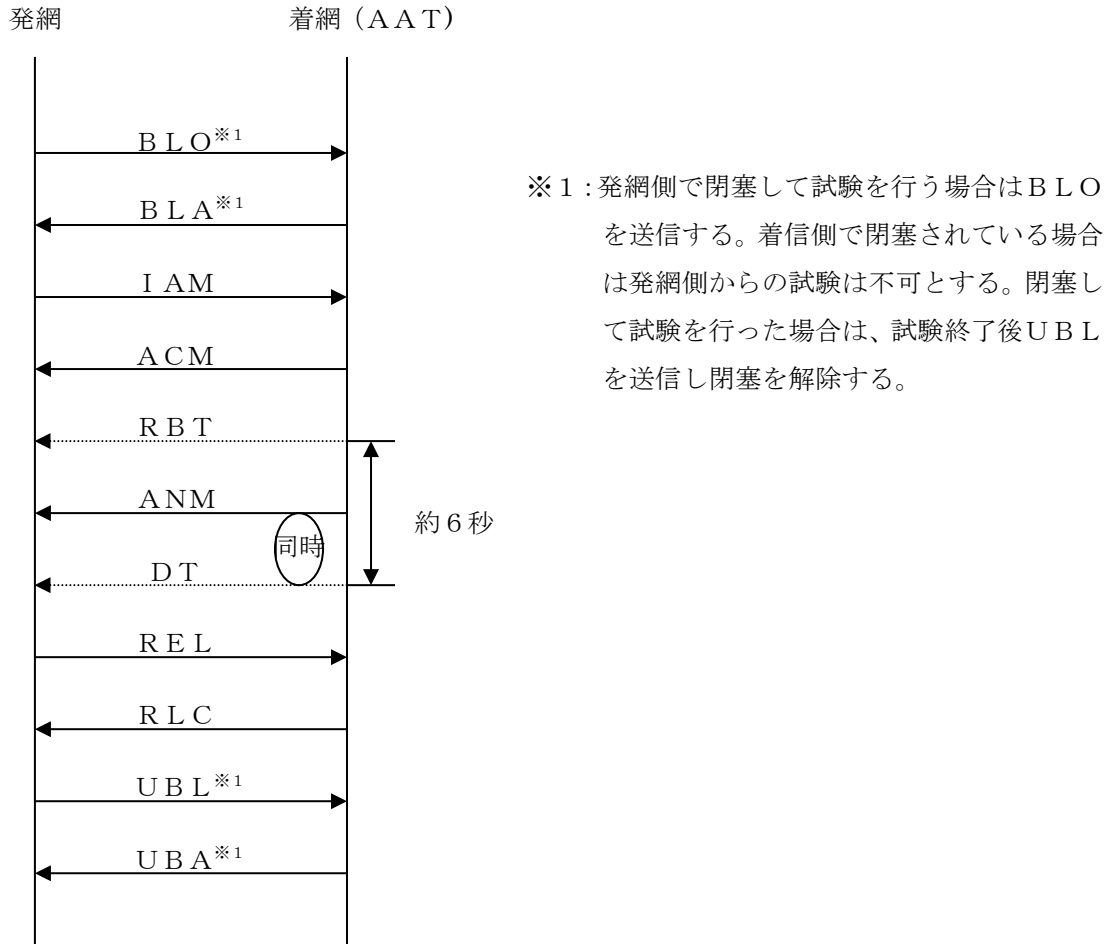 発網
着網（ＡＡＴ）
ＢＬＯ※1
ＢＬＡ※1
ＩＡＭ
ＡＣＭ
ＲＢＴ
ＡＮＭ
同時
約６秒
ＤＴ
ＲＥＬ
ＲＬＣ
ＵＢＬ※1
ＵＢＡ※1
※１：発網側で閉塞して試験を行う場合はＢＬＯ
を送信する。着信側で閉塞されている場合
は発網側からの試験は不可とする。閉塞し
て試験を行った場合は、試験終了後ＵＢＬ
を送信し閉塞を解除する。